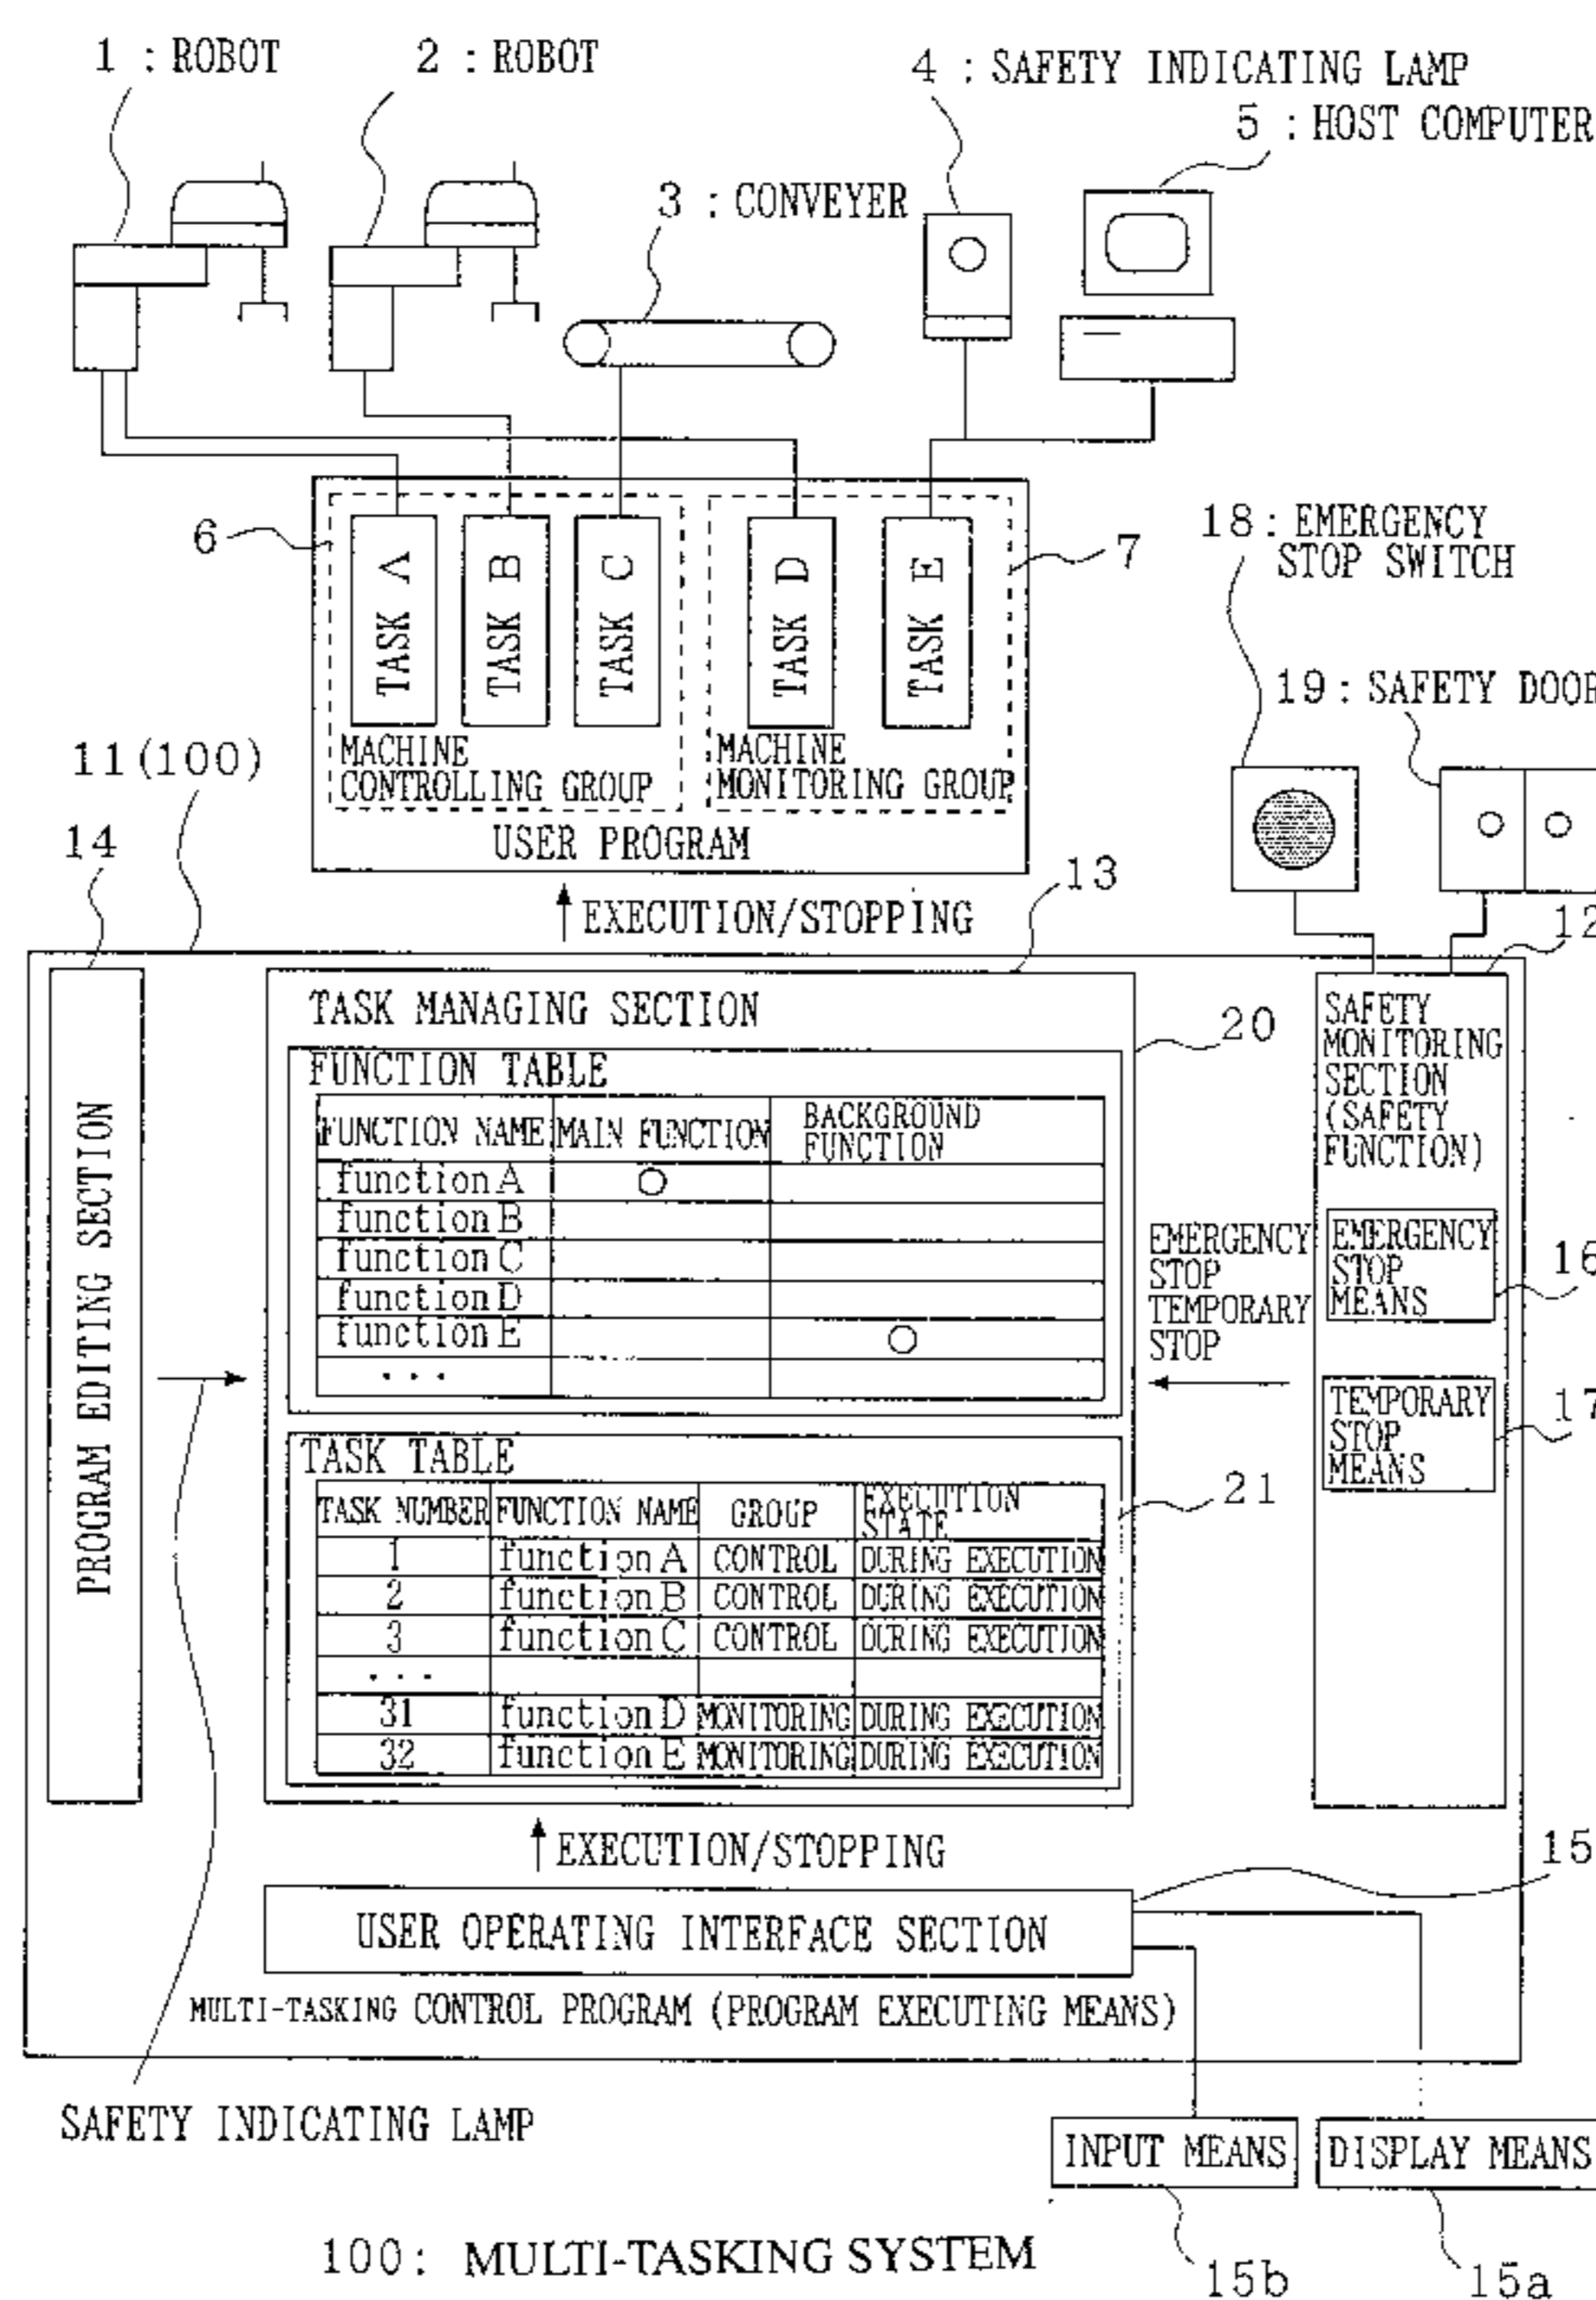 1 : ROBOT
2 : ROBOT
4 : SAFETY INDICATING LAMP
5 : HOST COMPUTER
3 : CONVEYER
6
TASK A
TASK B
TASK C
TASK D
TASK E
7
MACHINE
CONTROLLING GROUP
MACHINE
MONITORING GROUP
USER PROGRAM
18 : EMERGENCY
STOP SWITCH
19 : SAFETY DOOR
11(100)
14
EXECUTION/STOPPING
13
12
PROGRAM EDITING SECTION
TASK MANAGING SECTION
20
FUNCTION TABLE
FUNCTION NAME MAIN FUNCTION BACKGROUND
FUNCTION
function A ○
function B
function C
function D
function E ○
...
EMERGENCY
STOP
TEMPORARY
STOP
SAFETY
MONITORING
SECTION
(SAFETY
FUNCTION)
EMERGENCY
STOP
MEANS
16
TEMPORARY
STOP
MEANS
17
TASK TABLE
21
TASK NUMBER FUNCTION NAME GROUP EXECUTION
STATE
1 function A CONTROL DURING EXECUTION
2 function B CONTROL DURING EXECUTION
3 function C CONTROL DURING EXECUTION
...
31 function D MONITORING DURING EXECUTION
32 function E MONITORING DURING EXECUTION
EXECUTION/STOPPING
15
USER OPERATING INTERFACE SECTION
MULTI-TASKING CONTROL PROGRAM (PROGRAM EXECUTING MEANS)
SAFETY INDICATING LAMP
INPUT MEANS
DISPLAY MEANS
15b
15a
100: MULTI-TASKING SYSTEM